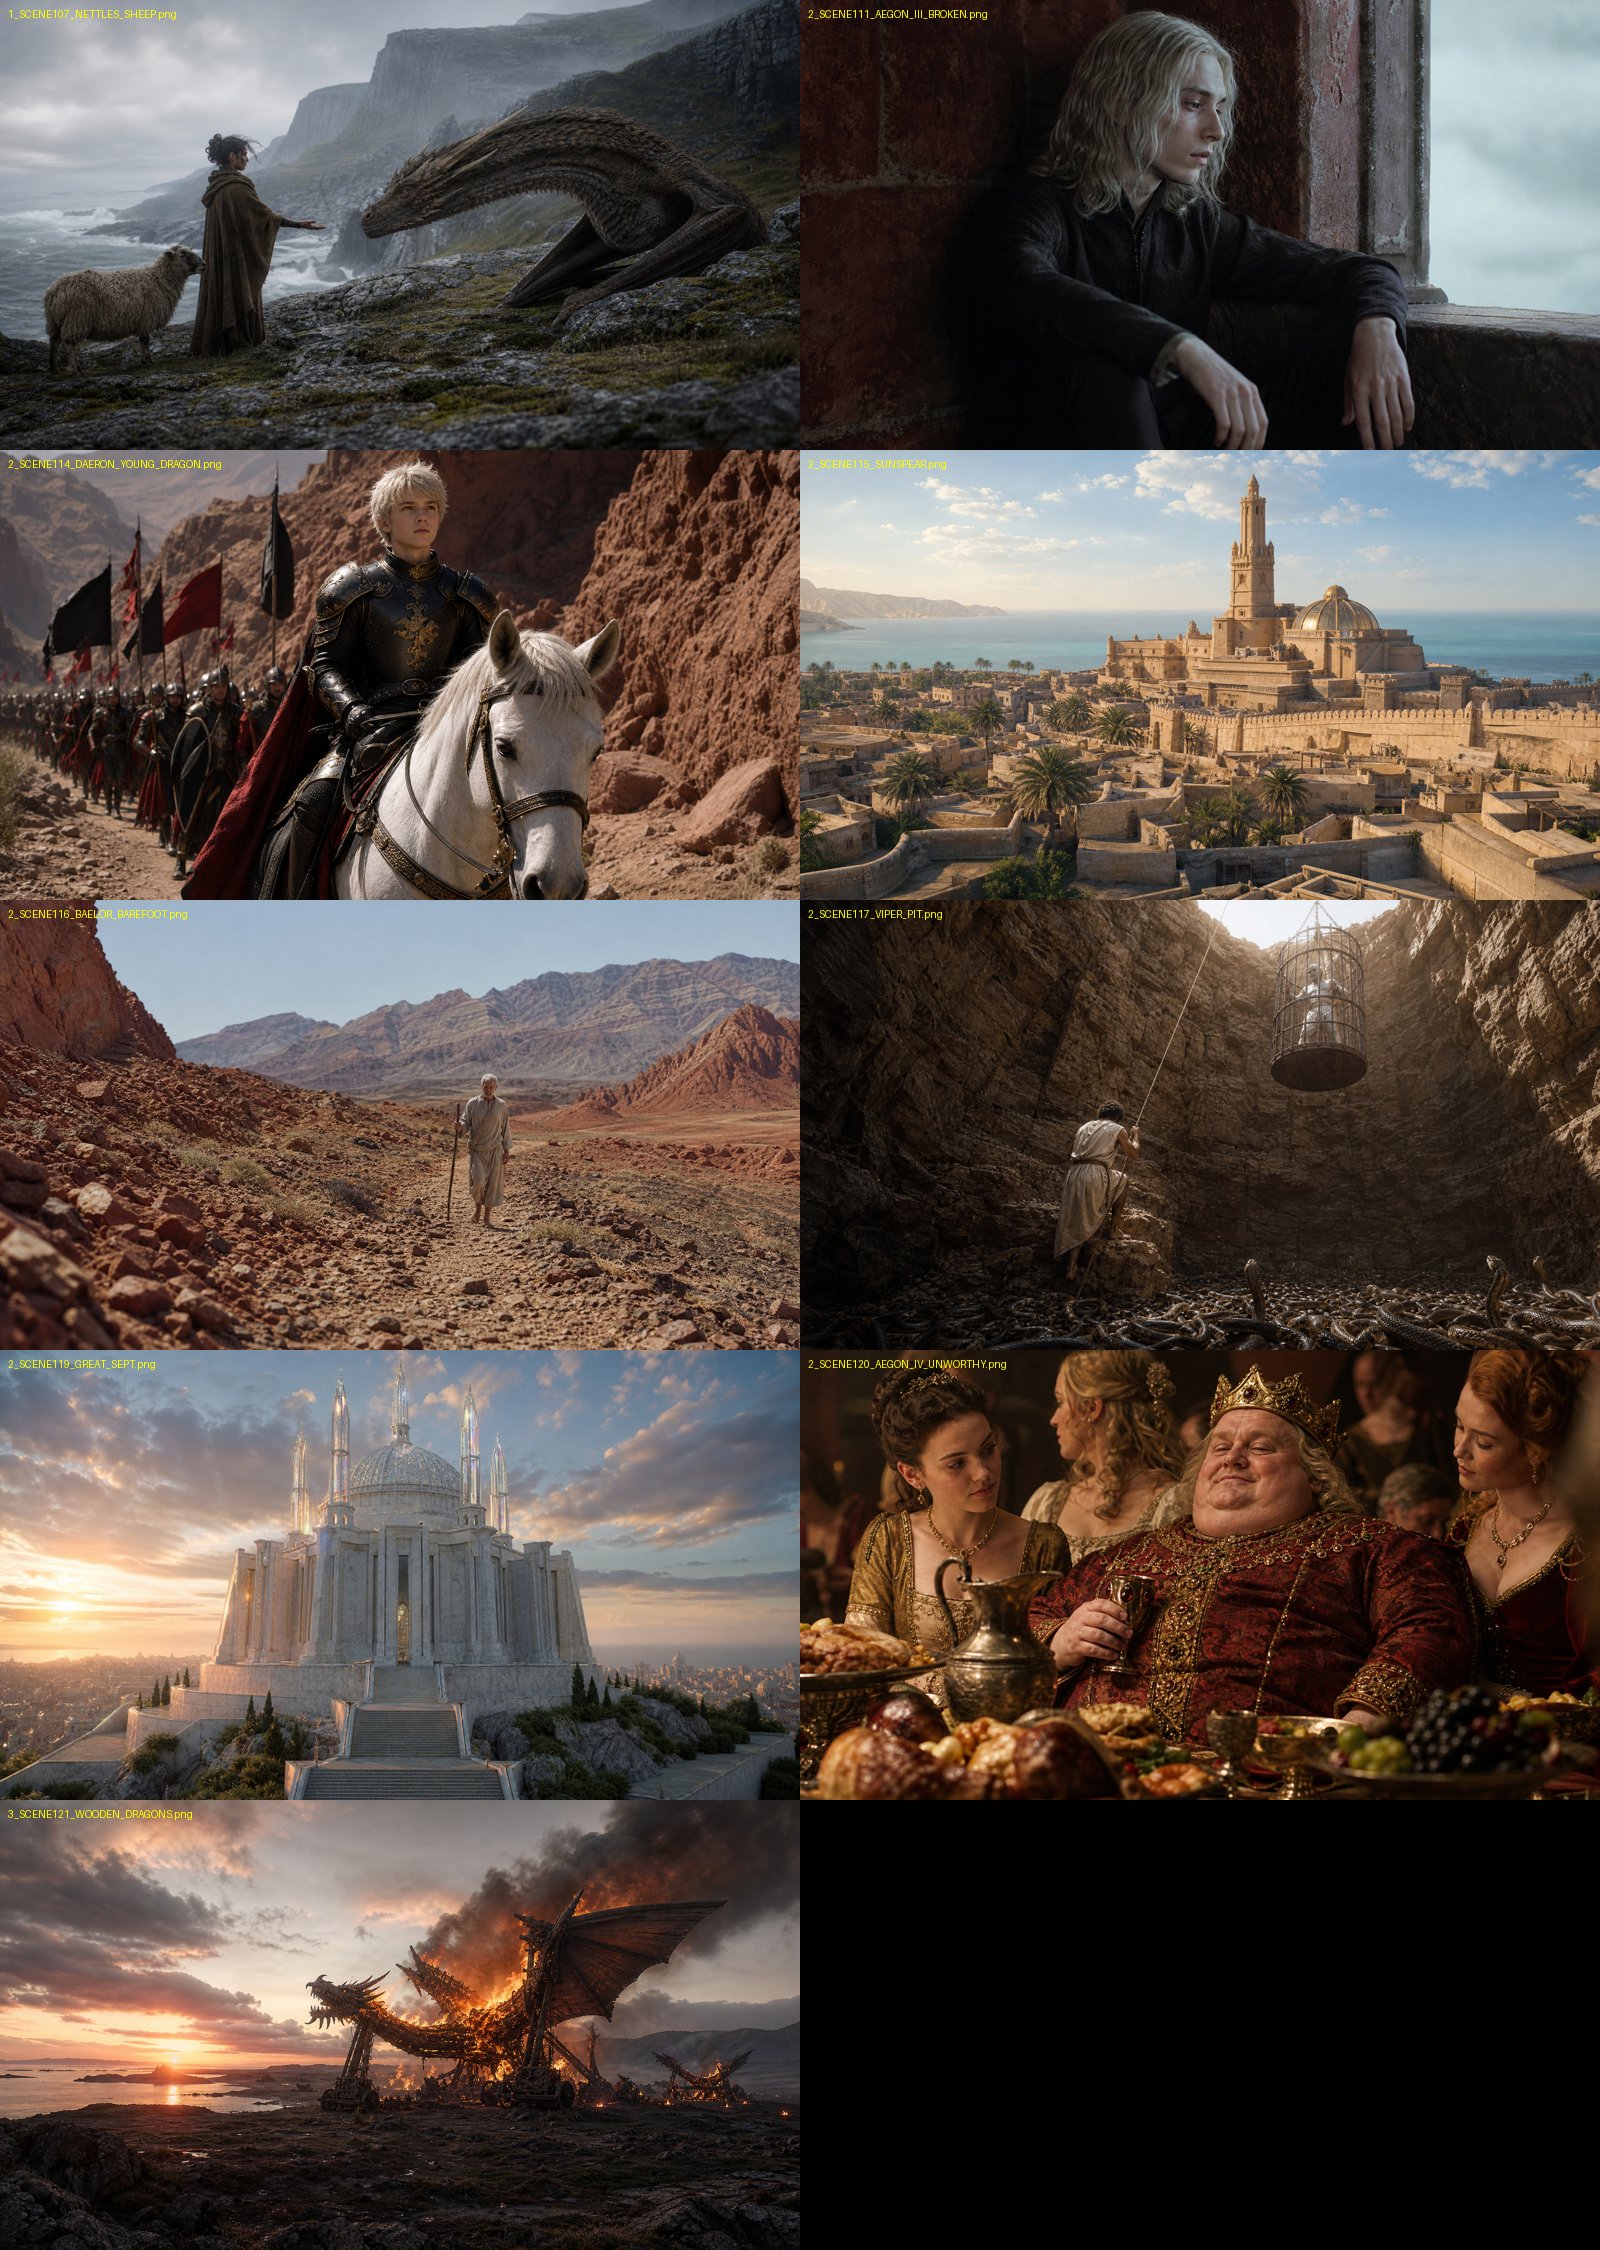 1_SCENE107_NETTLES_SHEEP.png
2_SCENE111_AEGON_III_BROKEN.png
2_SCENE114_DAERON_YOUNG_DRAGON.png
2_SCENE115_SUNSPEAR.png
2_SCENE116_BAELOR_BAREFOOT.png
2_SCENE117_VIPER_PIT.png
2_SCENE119_GREAT_SEPT.png
2_SCENE120_AEGON_IV_UNWORTHY.png
3_SCENE121_WOODEN_DRAGONS.png